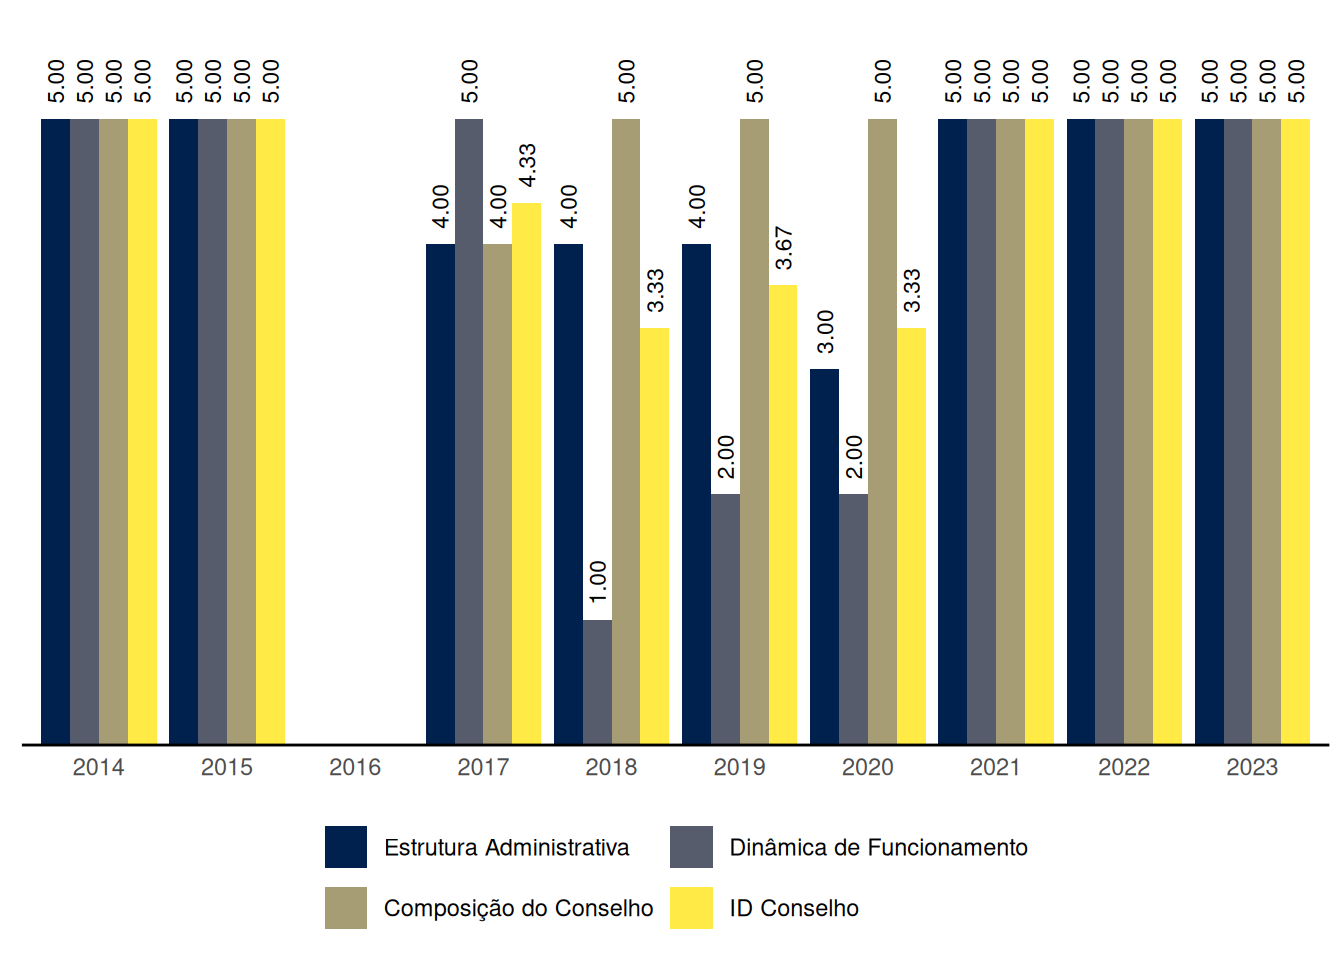 5.00 5.00 5.00 5.00 5.00 5.00 5.00 5.00 4.00 5.00 4.00 4.33 4.00 1.00 5.00 3.33 4.00 2.00 5.00 3.67 3.00 2.00 5.00 3.33 5.00 5.00 5.00 5.00 5.00 5.00 5.00 5.00 5.00 5.00 5.00 5.00
2014 2015 2016 2017 2018 2019 2020 2021 2022 2023
Estrutura Administrativa Dinâmica de Funcionamento
Composição do Conselho ID Conselho